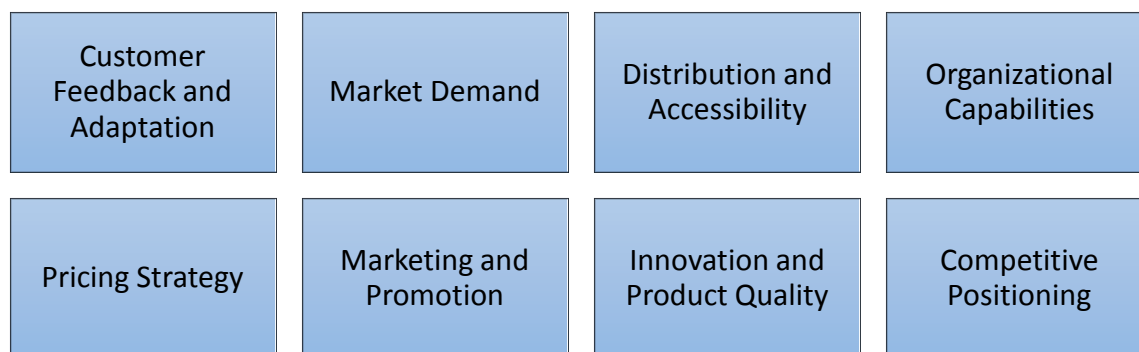 Customer
Feedback and
Adaptation
Market Demand
Distribution and
Accessibility
Organizational
Capabilities
Pricing Strategy
Marketing and
Promotion
Innovation and
Product Quality
Competitive
Positioning